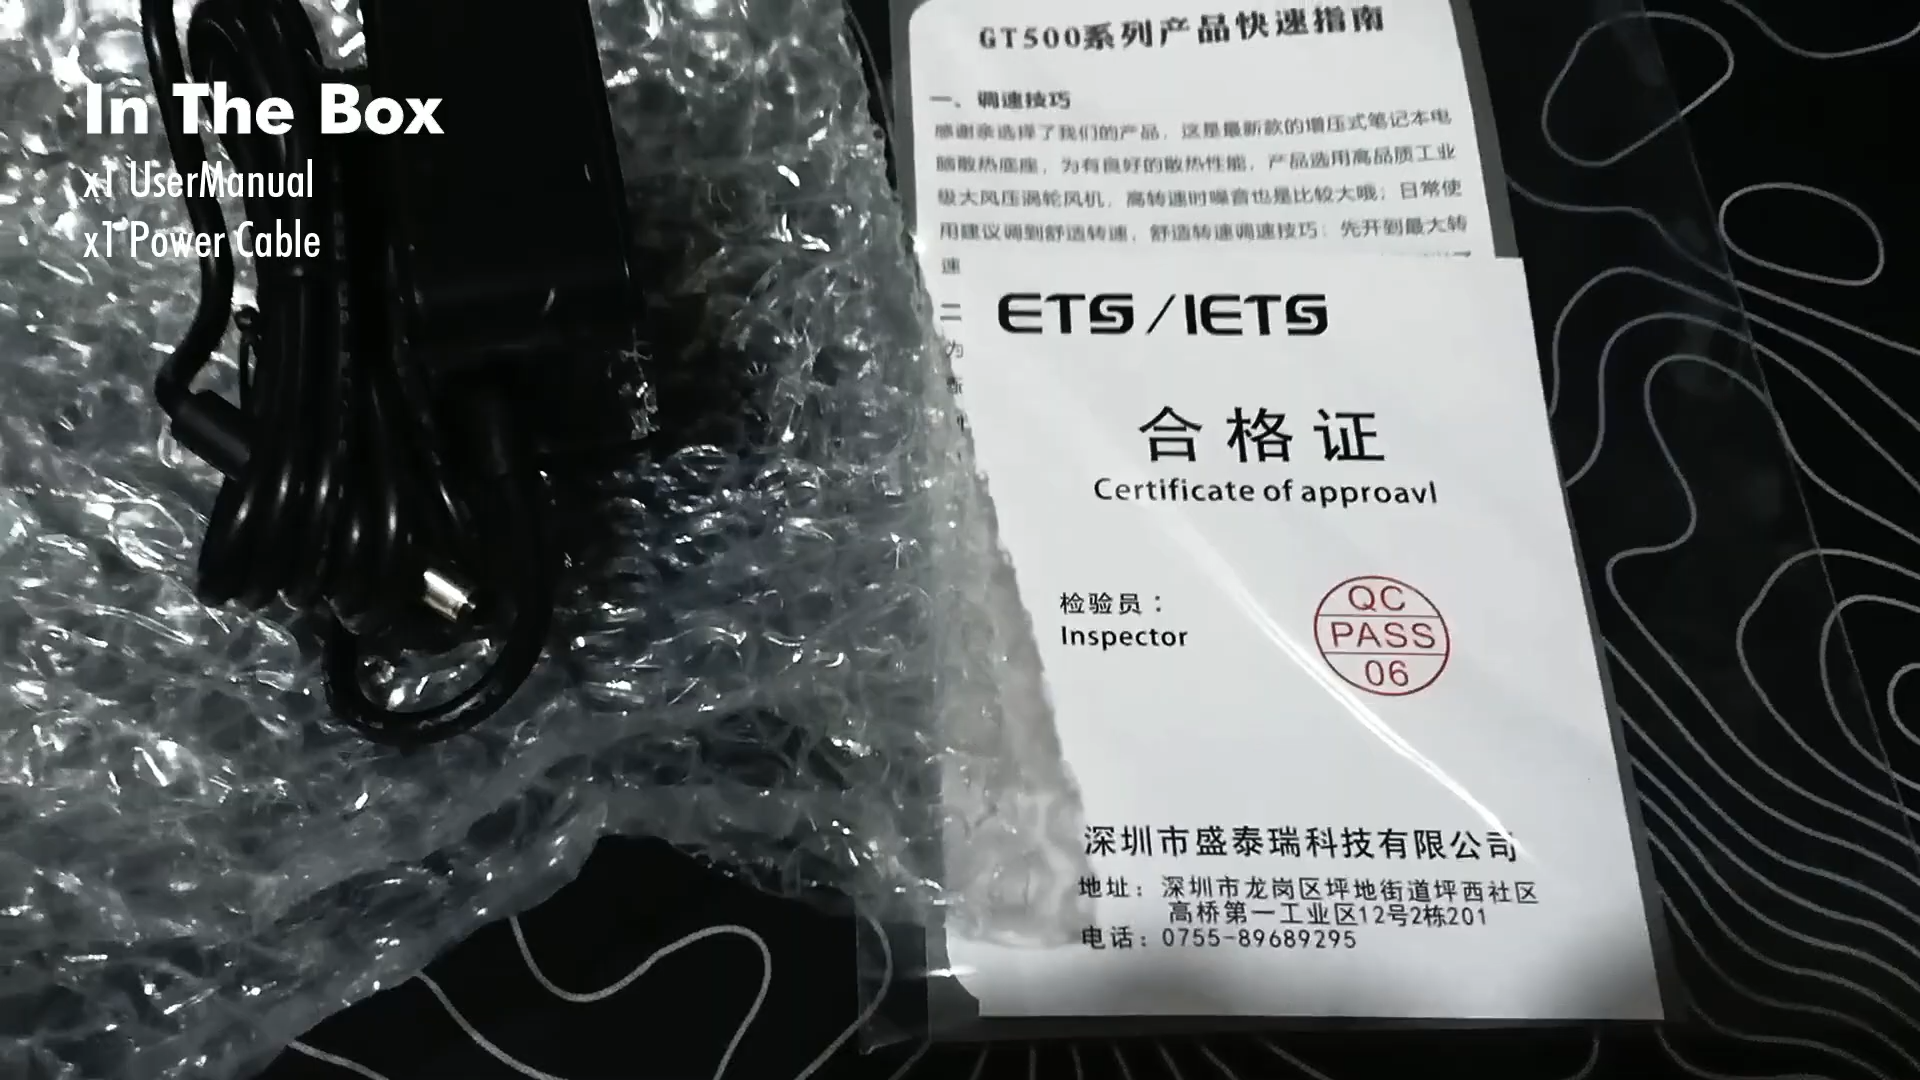 In The Box
x1 UserManual
x1 Power Cable
GT500系列产品快速指南
一、调速技巧
感谢亲选择了我们的产品，这是最新款的增压式笔记本电
脑散热底座，为有良好的散热性能，产品选用高品质工业
级大风压涡轮风机，高转速时噪音也是比较大哦；日常使
用建议调到舒适转速，舒适转速调速技巧：先开到最大转
速
二
为
ETS/IETS
合格证
Certificate of approavl
检验员：
Inspector
QC
PASS
06
深圳市盛泰瑞科技有限公司
地址：深圳市龙岗区坪地街道坪西社区
高桥第一工业区12号2栋201
电话：0755-89689295